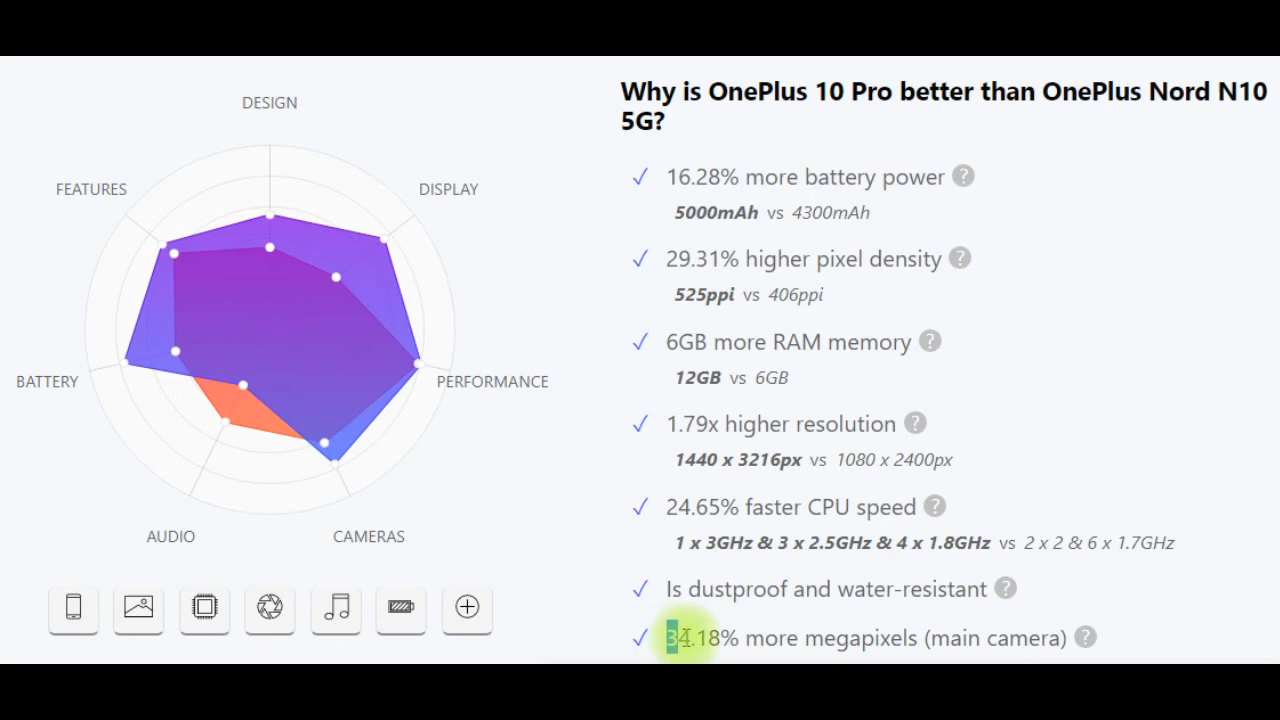 DESIGN
FEATURES
DISPLAY
BATTERY
PERFORMANCE
AUDIO
CAMERAS
Why is OnePlus 10 Pro better than OnePlus Nord N10
5G?
✓ 16.28% more battery power ?
5000mAh vs 4300mAh
✓ 29.31% higher pixel density ?
525ppi vs 406ppi
✓ 6GB more RAM memory ?
12GB vs 6GB
✓ 1.79x higher resolution ?
1440 x 3216px vs 1080 x 2400px
✓ 24.65% faster CPU speed ?
1 x 3GHz & 3 x 2.5GHz & 4 x 1.8GHz vs 2 x 2 & 6 x 1.7GHz
✓ Is dustproof and water-resistant ?
✓ 34.18% more megapixels (main camera) ?